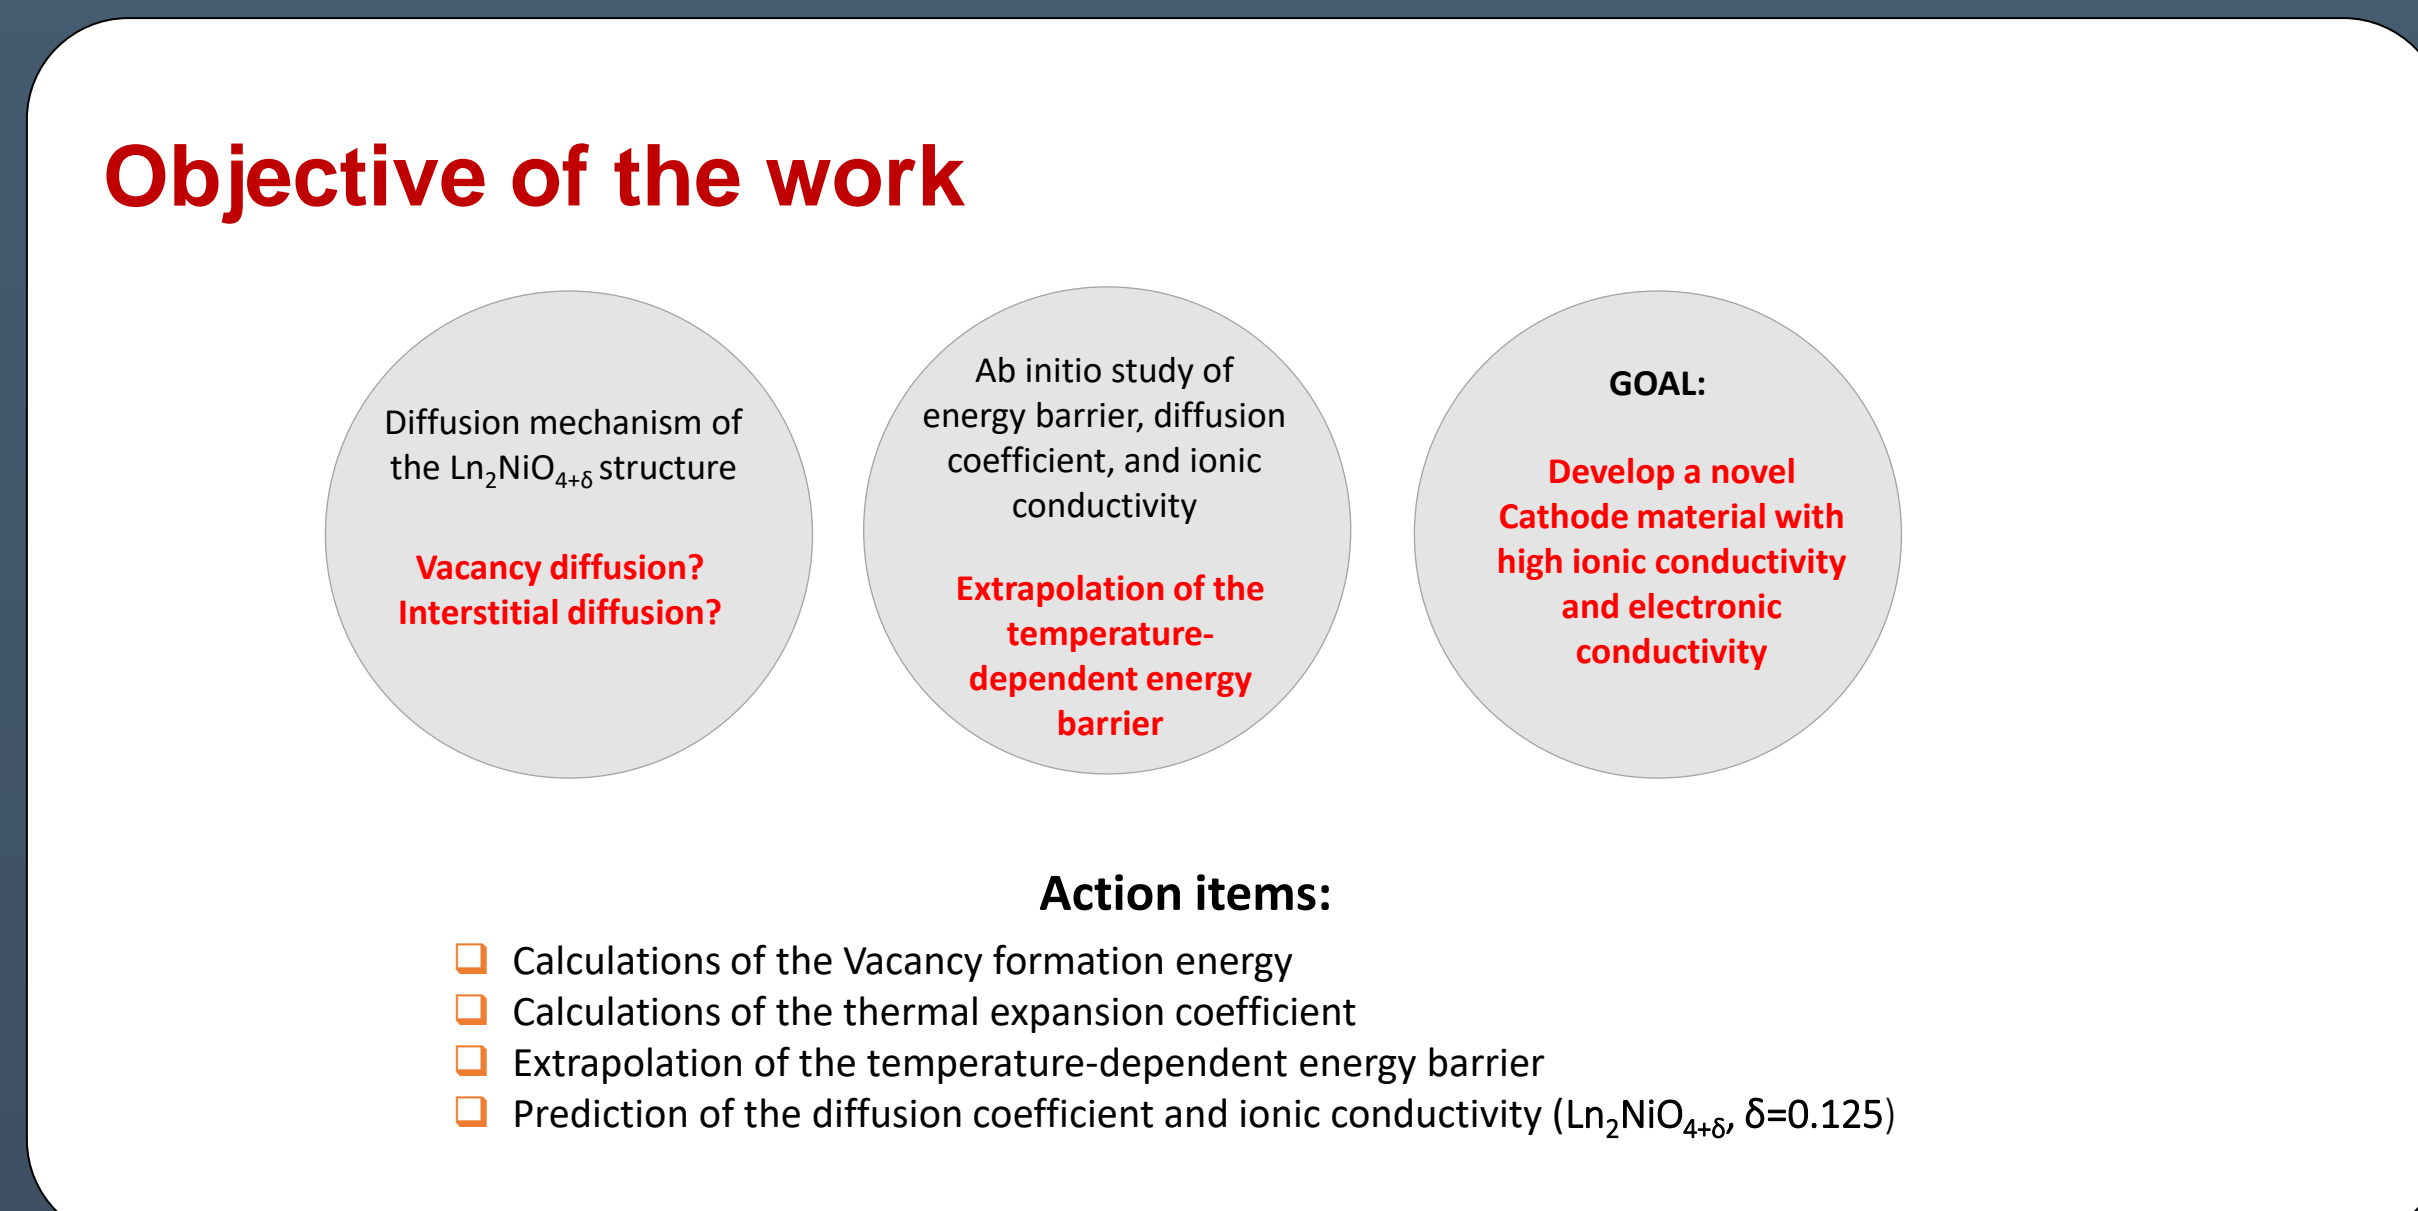 Objective of the work
Diffusion mechanism of
the Ln₂NiO₄₊δ structure
Vacancy diffusion?
Interstitial diffusion?
Ab initio study of
energy barrier, diffusion
coefficient, and ionic
conductivity
Extrapolation of the
temperature-
dependent energy
barrier
GOAL:
Develop a novel
Cathode material with
high ionic conductivity
and electronic
conductivity
Action items:
❑ Calculations of the Vacancy formation energy
❑ Calculations of the thermal expansion coefficient
❑ Extrapolation of the temperature-dependent energy barrier
❑ Prediction of the diffusion coefficient and ionic conductivity (Ln₂NiO₄₊δ, δ=0.125)